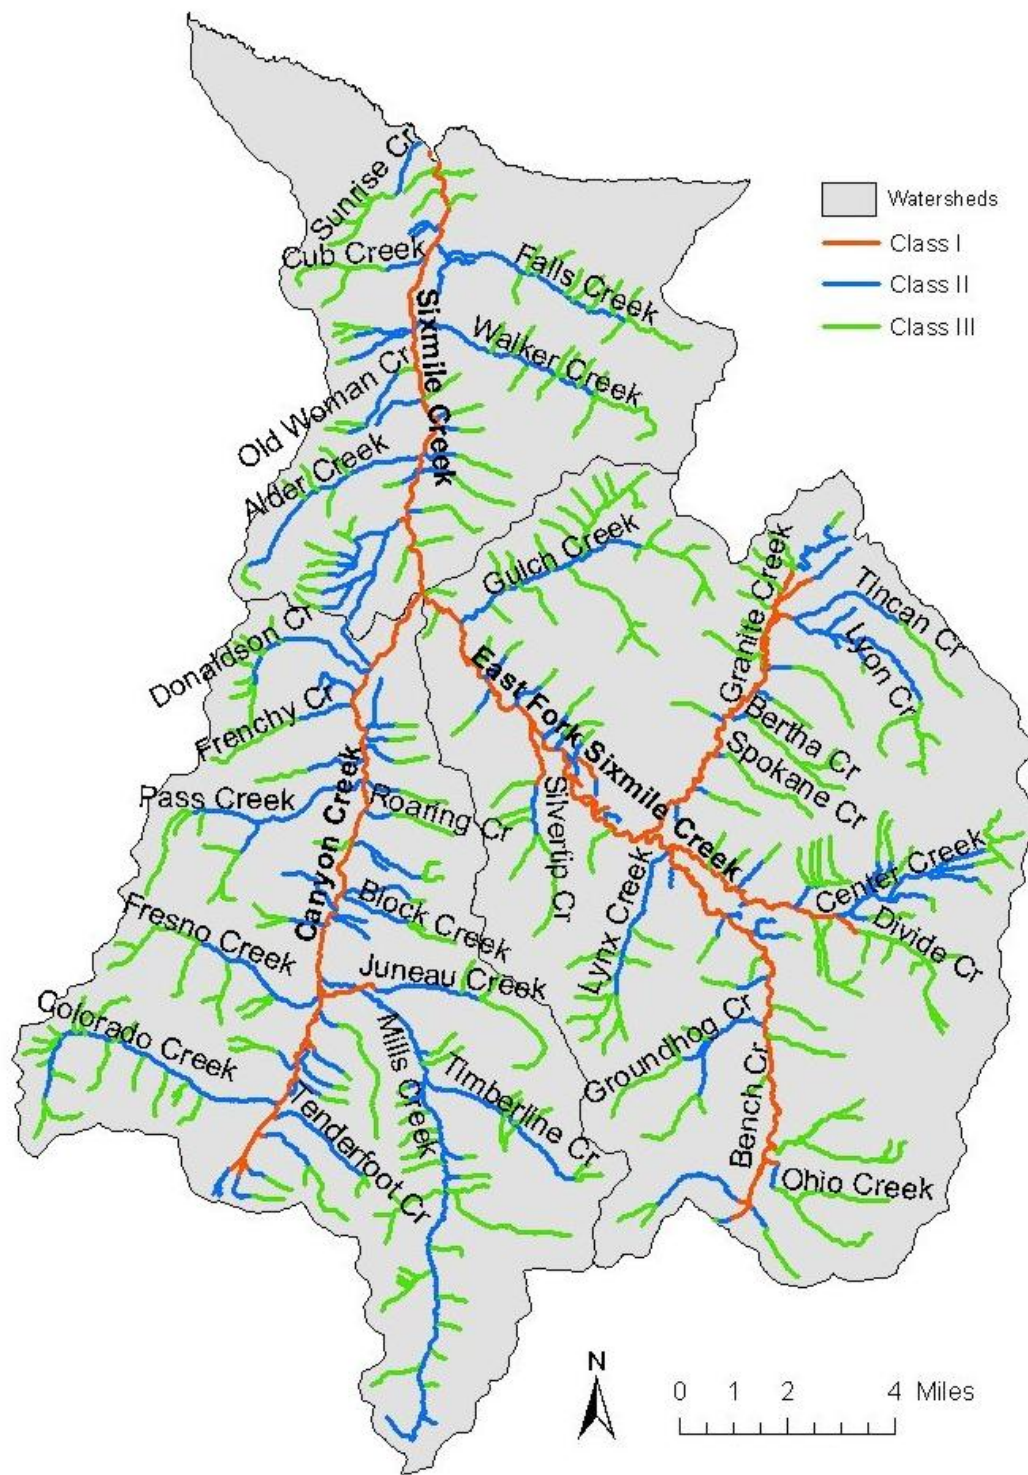 Sunrise Cr
Watersheds
Class I
Class II
Class III
Cub Creek
Falls Creek
Sixmile Creek
Walker Creek
Old Woman Cr
Alder Creek
Gulch Creek
Granite Creek
Tincan Cr
Lyon Cr
Donaldson Cr
East Fork Sixmile Creek
Frenchy Cr
Bertha Cr
Spokane Cr
Canyon Creek
Pass Creek
Roaring Cr
Silvertip Cr
Lynx Creek
Center Creek
Divide Cr
Block Creek
Fresno Creek
Juneau Creek
Colorado Creek
Mills Creek
Timberline Cr
Groundhog Cr
Bench Cr
Tenderfoot Cr
Ohio Creek
N
0 1 2 4 Miles